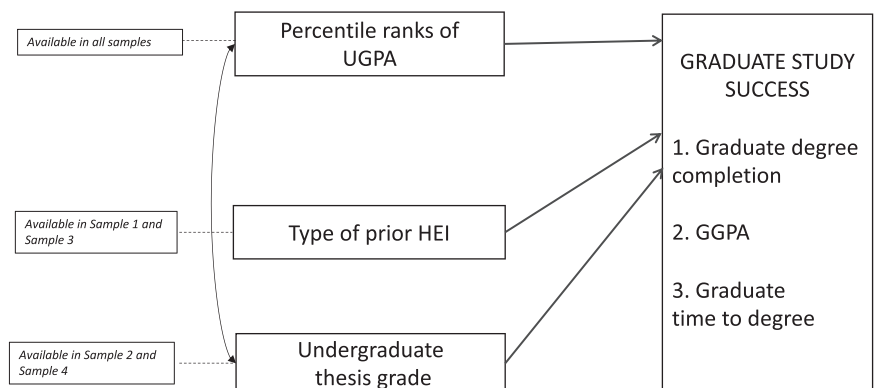 Available in all samples
Percentile ranks of
UGPA
GRADUATE STUDY
SUCCESS
1. Graduate degree
completion
2. GGPA
3. Graduate
time to degree
Available in Sample 1 and
Sample 3
Type of prior HEI
Available in Sample 2 and
Sample 4
Undergraduate
thesis grade